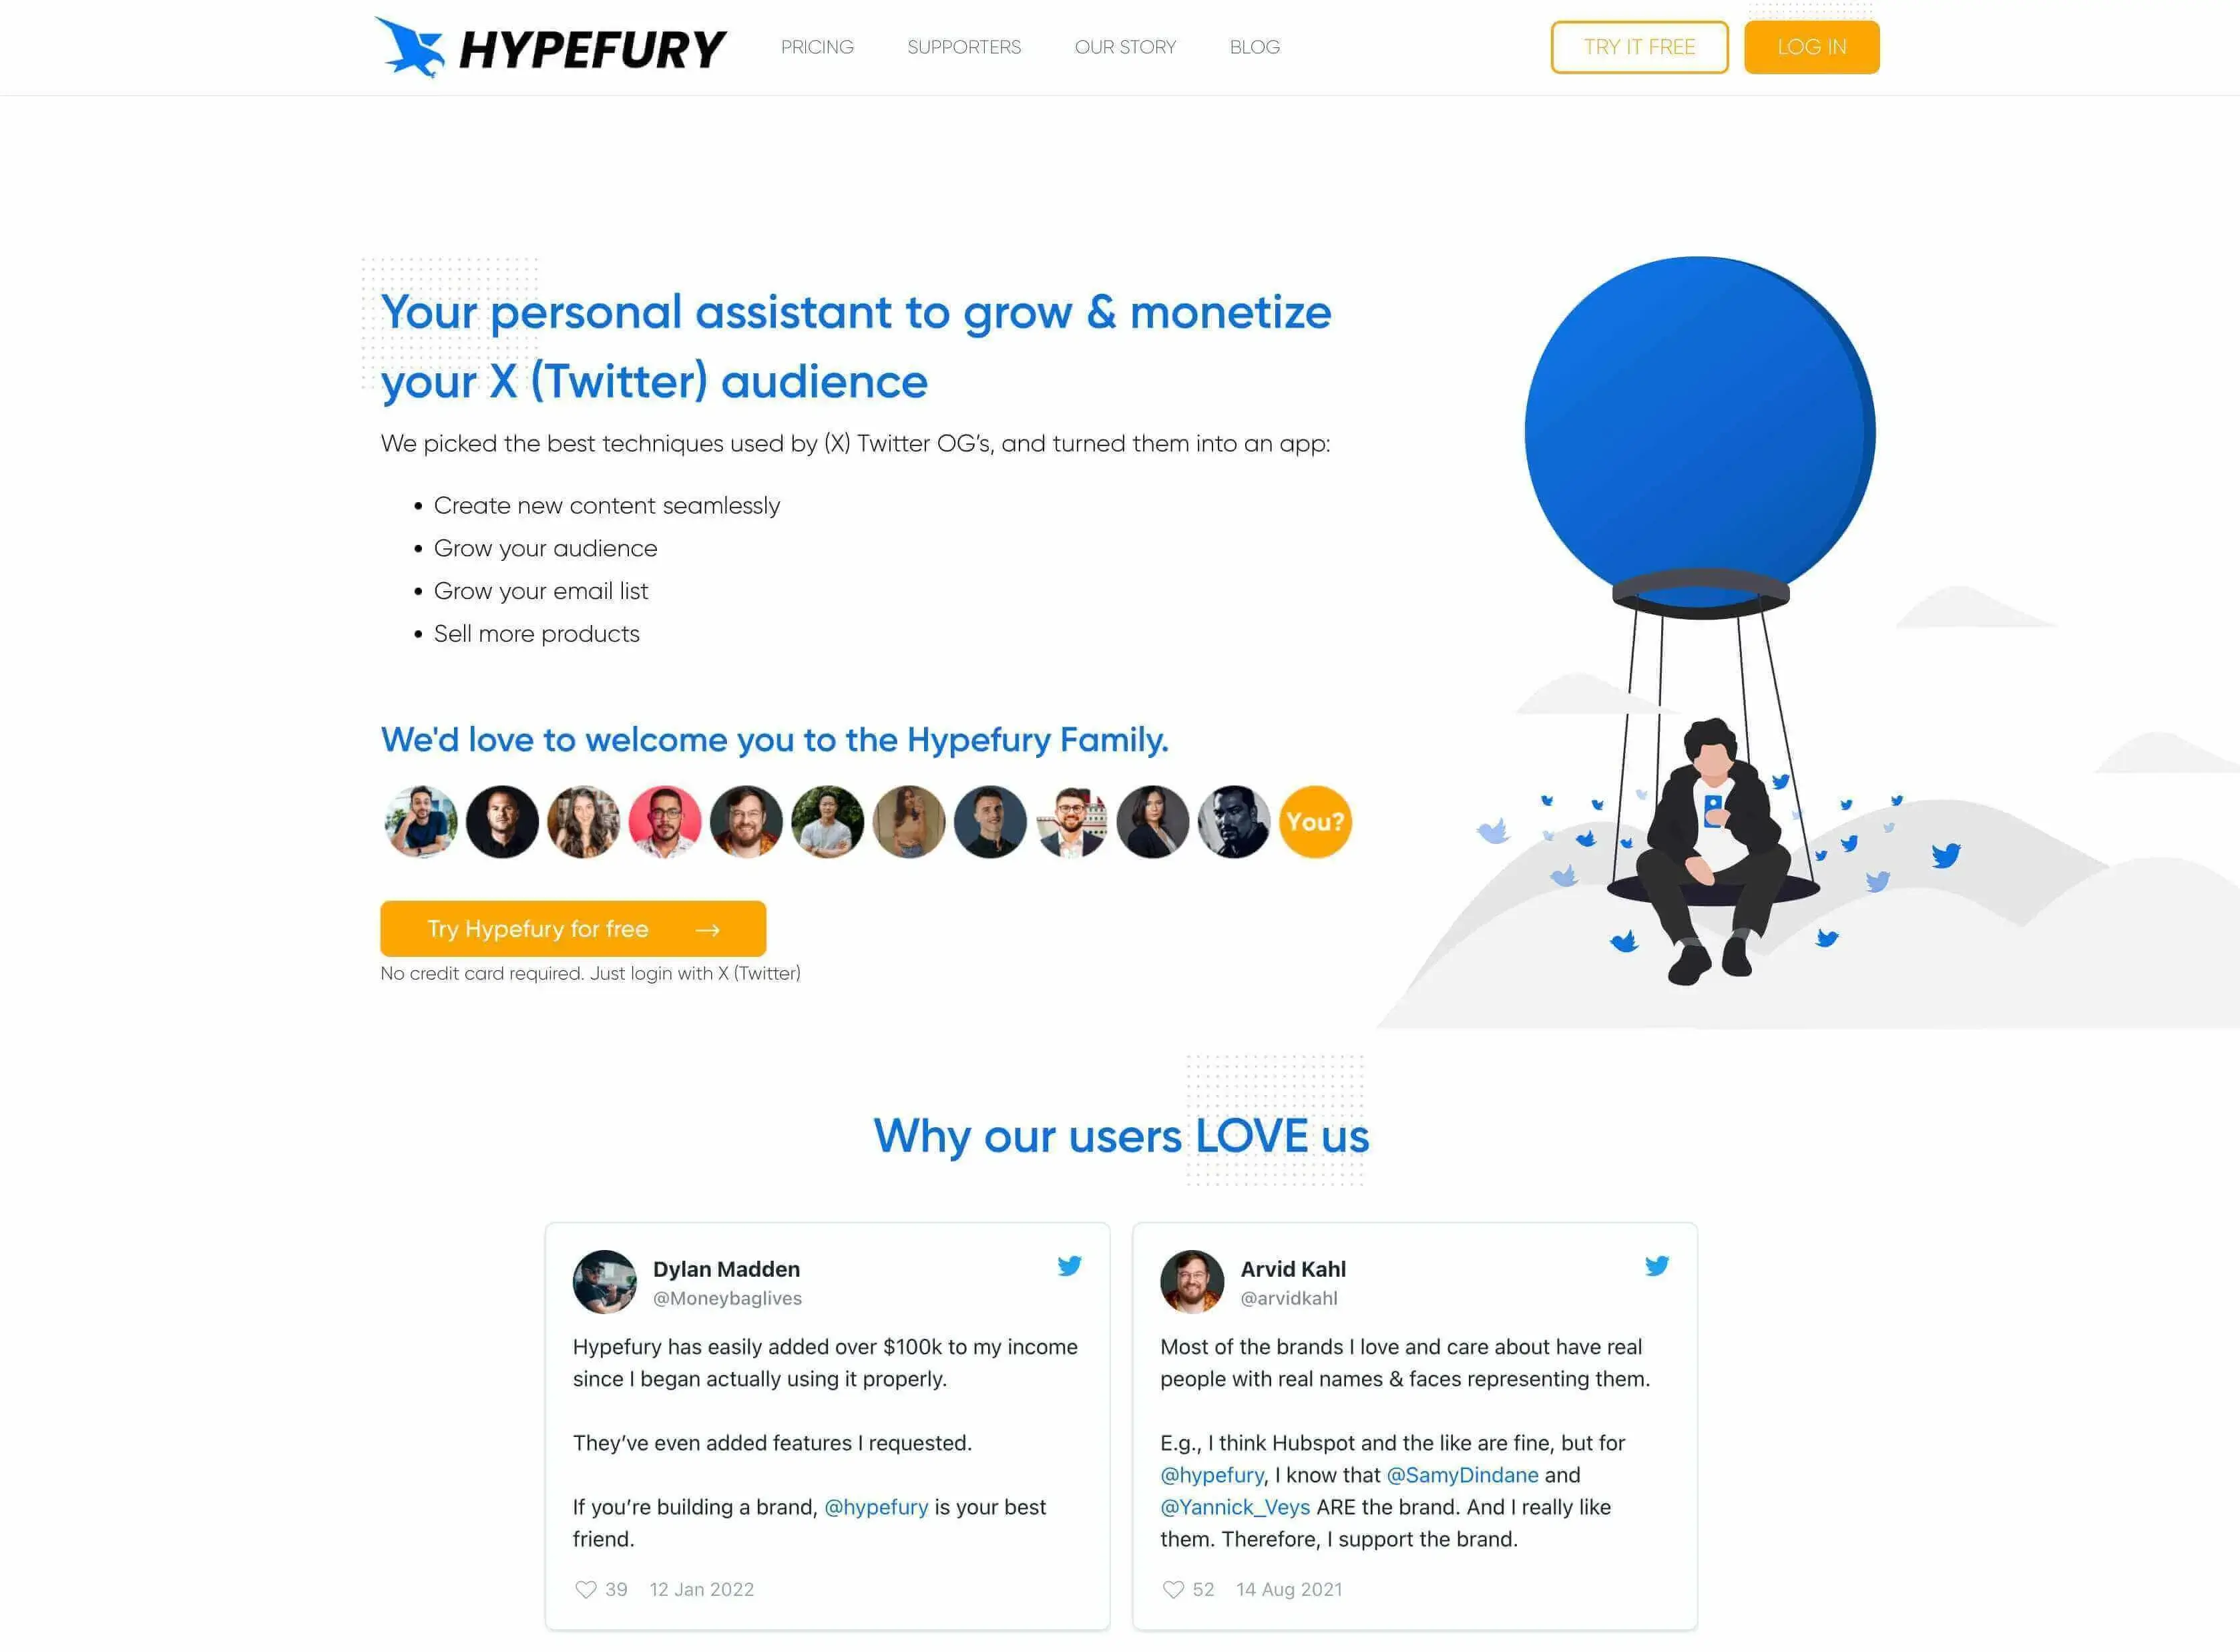 HYPEFURY
PRICING
SUPPORTERS
OUR STORY
BLOG
TRY IT FREE
LOG IN
Your personal assistant to grow & monetize
your X (Twitter) audience
We picked the best techniques used by (X) Twitter OG’s, and turned them into an app:
• Create new content seamlessly
• Grow your audience
• Grow your email list
• Sell more products
We'd love to welcome you to the Hypefury Family.
You?
Try Hypefury for free →
No credit card required. Just login with X (Twitter)
Why our users LOVE us
Dylan Madden
@Moneybaglives
Hypefury has easily added over $100k to my income
since I began actually using it properly.
They’ve even added features I requested.
If you’re building a brand, @hypefury is your best
friend.
39 12 Jan 2022
Arvid Kahl
@arvidkahl
Most of the brands I love and care about have real
people with real names & faces representing them.
E.g., I think Hubspot and the like are fine, but for
@hypefury, I know that @SamyDindane and
@Yannick_Veys ARE the brand. And I really like
them. Therefore, I support the brand.
52 14 Aug 2021